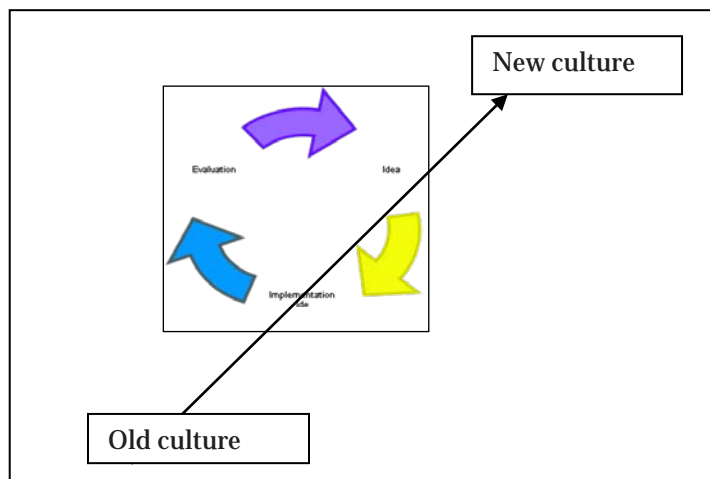 New culture
Evaluation
Idea
Implementation
Old culture